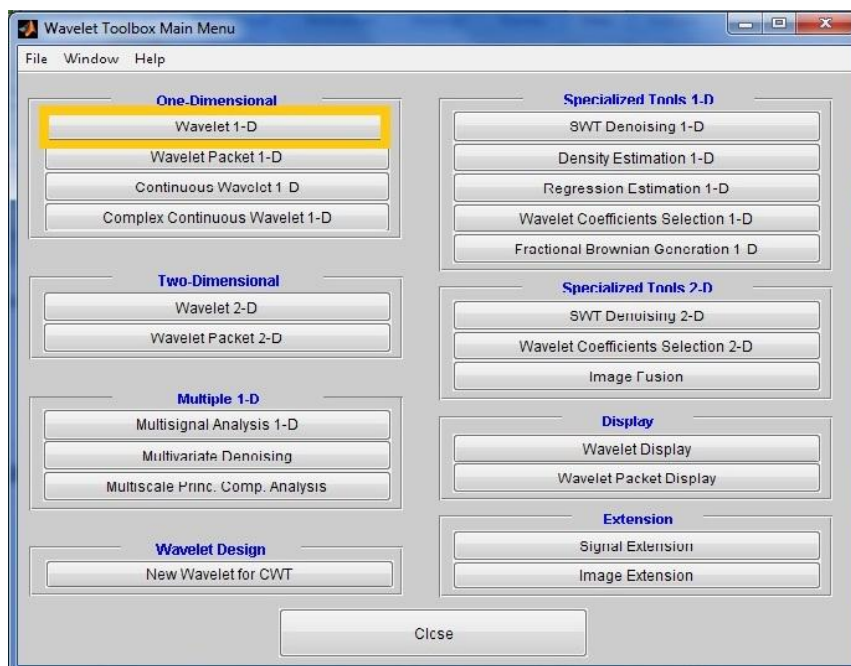 Wavelet Toolbox Main Menu
File Window Help
One-Dimensional
Wavelet 1-D
Wavelet Packet 1-D
Continuous Wavelet 1-D
Complex Continuous Wavelet 1-D
Two-Dimensional
Wavelet 2-D
Wavelet Packet 2-D
Multiple 1-D
Multisignal Analysis 1-D
Multivariate Denoising
Multiscale Princ. Comp. Analysis
Wavelet Design
New Wavelet for CWT
Specialized Tools 1-D
SWT Denoising 1-D
Density Estimation 1-D
Regression Estimation 1-D
Wavelet Coefficients Selection 1-D
Fractional Brownian Generation 1-D
Specialized Tools 2-D
SWT Denoising 2-D
Wavelet Coefficients Selection 2-D
Image Fusion
Display
Wavelet Display
Wavelet Packet Display
Extension
Signal Extension
Image Extension
Close